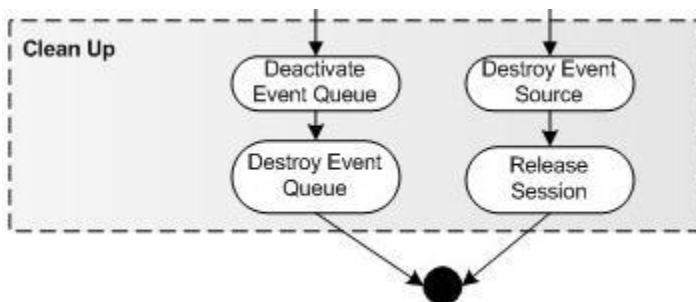 Clean Up
Deactivate
Event Queue
Destroy Event
Source
Destroy Event
Queue
Release
Session